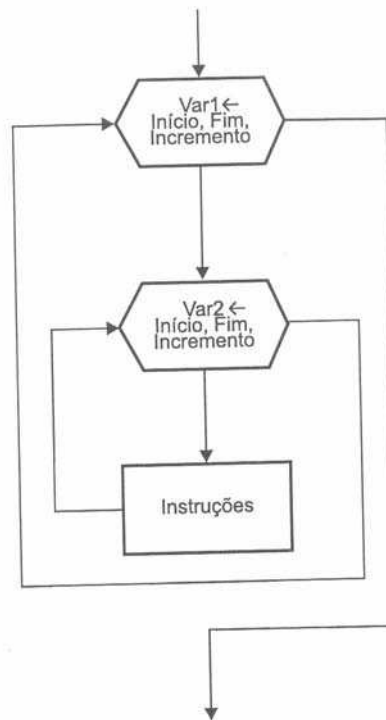 Var1←
Início, Fim,
Incremento
Var2←
Início, Fim,
Incremento
Instruções